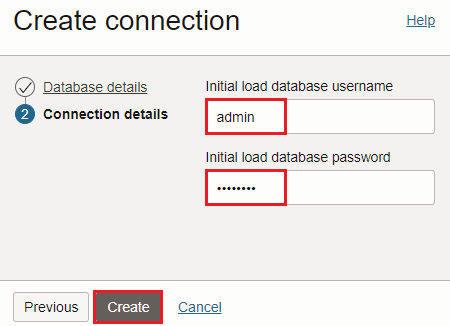 Create connection
Help
Database details
2 Connection details
Initial load database username
admin
Initial load database password
••••••••
Previous
Create
Cancel